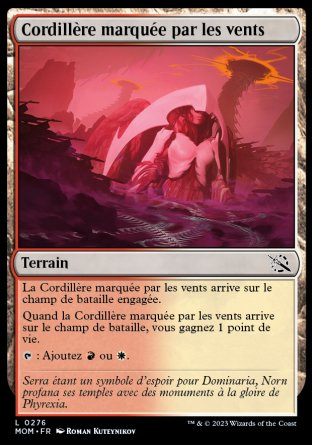 Cordillère marquée par les vents
Terrain
La Cordillère marquée par les vents arrive sur le
champ de bataille engagée.
Quand la Cordillère marquée par les vents arrive
sur le champ de bataille, vous gagnez 1 point de
vie.
: Ajoutez ou .
Serra étant un symbole d'espoir pour Dominaria, Norn
profana ses temples avec des monuments à la gloire de
Phyrexia.
L 0276
MOM • FR Roman Kuteynikov
™ & © 2023 Wizards of the Coast